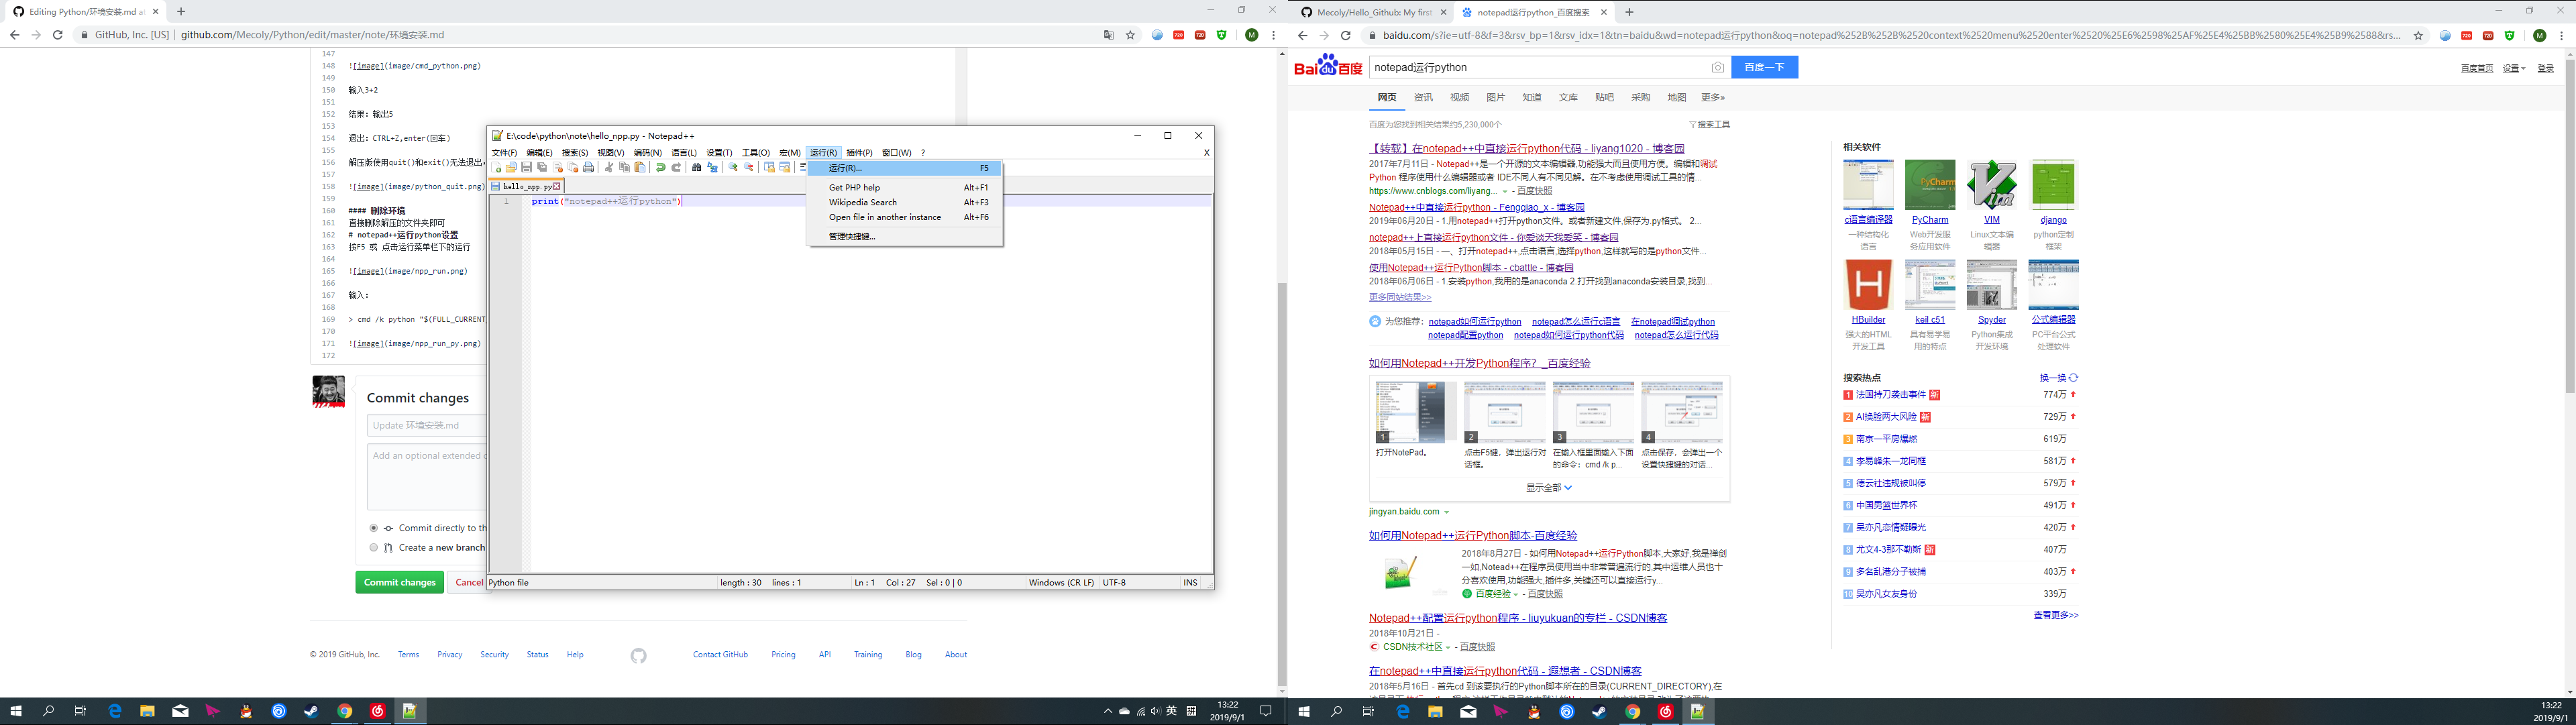 Editing Python/环境安装.md at
GitHub, Inc. [US] | github.com/Mecoly/Python/edit/master/note/环境安装.md
147
148 ![image](image/cmd_python.png)
149
150 输入3+2
151
152 结果: 输出5
153
154 退出: CTRL+Z,enter(回车)
155
156 解压版使用quit()和exit()无法退出,
157
158 ![image](image/python_quit.png)
159
160 #### 删除环境
161 直接删除解压的文件夹即可
162 # notepad++运行python设置
163 按F5 或 点击运行菜单栏下的运行
164
165 ![image](image/npp_run.png)
166
167 输入:
168
169 > cmd /k python "$(FULL_CURRENT_
170
171 ![image](image/npp_run_py.png)
172
Commit changes
Update 环境安装.md
Add an optional extended
Commit directly to th
Create a new branch
Commit changes Cancel
© 2019 GitHub, Inc. Terms Privacy Security Status Help Contact GitHub Pricing API Training Blog About
E:\code\python\note\hello_npp.py - Notepad++
文件(F) 编辑(E) 搜索(S) 视图(V) 编码(N) 语言(L) 设置(T) 工具(O) 宏(M) 运行(R) 插件(P) 窗口(W) ? X
运行(R)... F5
Get PHP help Alt+F1
Wikipedia Search Alt+F3
Open file in another instance Alt+F6
管理快捷键...
hello_npp.py
1 print("notepad++运行python")
Python file length : 30 lines : 1 Ln : 1 Col : 27 Sel : 0 | 0 Windows (CR LF) UTF-8 INS
英
13:22
2019/9/1
Mecoly/Hello_Github: My first
notepad运行python_百度搜索
baidu.com/s?ie=utf-8&f=3&rsv_bp=1&rsv_idx=1&tn=baidu&wd=notepad运行python&oq=notepad%252B%252B%2520context%2520menu%2520enter%2520%25E6%2598%25AF%25E4%25BB%2580%25E4%25B9%2588&rs...
Bai du 百度
notepad运行python
百度一下
百度首页 设置 登录
网页 资讯 视频 图片 知道 文库 贴吧 采购 地图 更多»
百度为您找到相关结果约5,230,000个
搜索工具
【转载】在notepad++中直接运行python代码 - liyang1020 - 博客园
2017年7月11日 - Notepad++是一个开源的文本编辑器,功能强大而且使用方便。编辑和调试
Python 程序使用什么编辑器或者 IDE不同人有不同见解。在不考虑使用调试工具的情...
https://www.cnblogs.com/liyang... - 百度快照
Notepad++中直接运行python - Fengqiao_x - 博客园
2019年06月20日 - 1.用notepad++打开python文件。或者新建文件,保存为.py格式。 2...
notepad++上直接运行python文件 - 你爱谈天我爱笑 - 博客园
2018年05月15日 - 一、打开notepad++,点击语言,选择python,这样就写的是python文件...
使用Notepad++运行Python脚本 - cbattle - 博客园
2018年06月06日 - 1.安装python,我用的是anaconda 2.打开找到anaconda安装目录,找到...
更多同站结果>>
为您推荐: notepad如何运行python notepad怎么运行c语言 在notepad调试python
notepad配置python notepad如何运行python代码 notepad怎么运行代码
如何用Notepad++开发Python程序？_百度经验
1 2 3 4
打开NotePad。
点击F5键，弹出运行对
话框。
在输入框里面输入下面
的命令：cmd /k p...
点击保存，会弹出一个
设置快捷键的对话...
显示全部
jingyan.baidu.com
如何用Notepad++运行Python脚本-百度经验
2018年8月27日 - 如何用Notepad++运行Python脚本,大家好,我是禅剑
一如,Notead++在程序员使用当中非常普遍流行的,其中运维人员也十
分喜欢使用,功能强大,插件多,关键还可以直接运行y...
百度经验 - 百度快照
Notepad++配置运行python程序 - liuyukuan的专栏 - CSDN博客
2018年10月21日 -
CSDN技术社区 - 百度快照
在notepad++中直接运行python代码 - 遐想者 - CSDN博客
2018年5月16日 - 首先cd 到该要执行的Python脚本所在的目录(CURRENT_DIRECTORY),在
相关软件
c语言编译器 PyCharm VIM django
一种结构化
语言
Web开发服
务应用软件
Linux文本编
辑器
python定制
框架
HBuilder keil c51 Spyder 公式编辑器
强大的HTML
开发工具
具有易学易
用的特点
Python集成
开发环境
PC平台公式
处理软件
搜索热点 换一换
1 法国持刀袭击事件 新 774万
2 AI换脸两大风险 新 729万
3 南京一平房爆燃 619万
4 李易峰朱一龙同框 581万
5 德云社违规被叫停 579万
6 中国男篮世界杯 491万
7 吴亦凡恋情疑曝光 420万
8 尤文4-3那不勒斯 新 407万
9 多名乱港分子被捕 403万
10 吴亦凡女友身份 339万
查看更多>>
13:22
2019/9/1